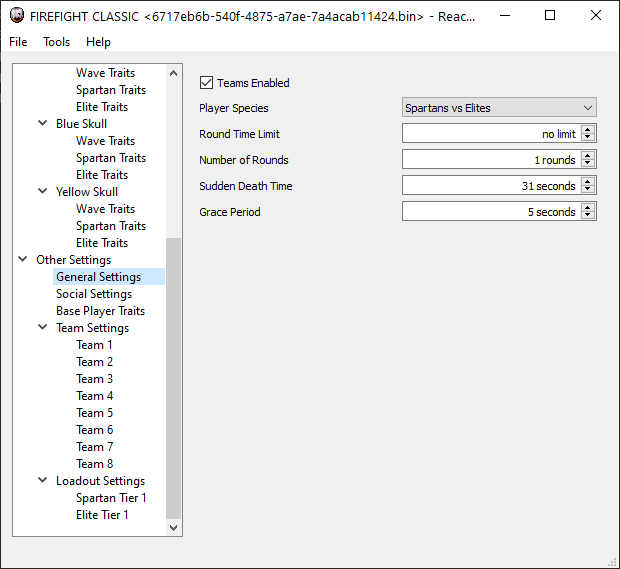 FIREFIGHT CLASSIC <6717eb6b-540f-4875-a7ae-7a4acab11424.bin> - Reac...
File Tools Help
Wave Traits
Spartan Traits
Elite Traits
Blue Skull
Wave Traits
Spartan Traits
Elite Traits
Yellow Skull
Wave Traits
Spartan Traits
Elite Traits
Other Settings
General Settings
Social Settings
Base Player Traits
Team Settings
Team 1
Team 2
Team 3
Team 4
Team 5
Team 6
Team 7
Team 8
Loadout Settings
Spartan Tier 1
Elite Tier 1
Teams Enabled
Player Species Spartans vs Elites
Round Time Limit no limit
Number of Rounds 1 rounds
Sudden Death Time 31 seconds
Grace Period 5 seconds